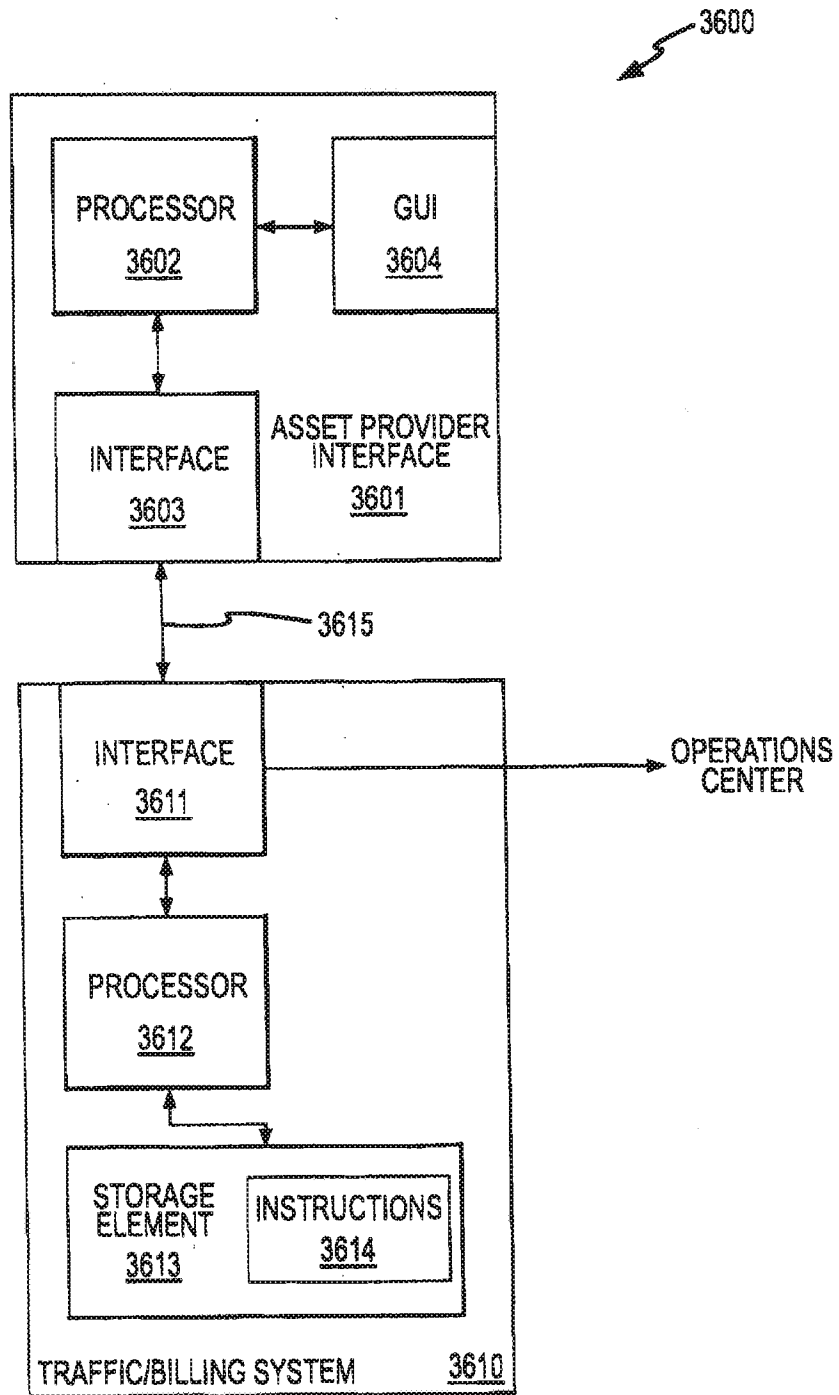 3600
PROCESSOR
3602
GUI
3604
INTERFACE
3603
ASSET PROVIDER
INTERFACE
3601
3615
INTERFACE
3611
OPERATIONS
CENTER
PROCESSOR
3612
STORAGE
ELEMENT
3613
INSTRUCTIONS
3614
TRAFFIC/BILLING SYSTEM
3610